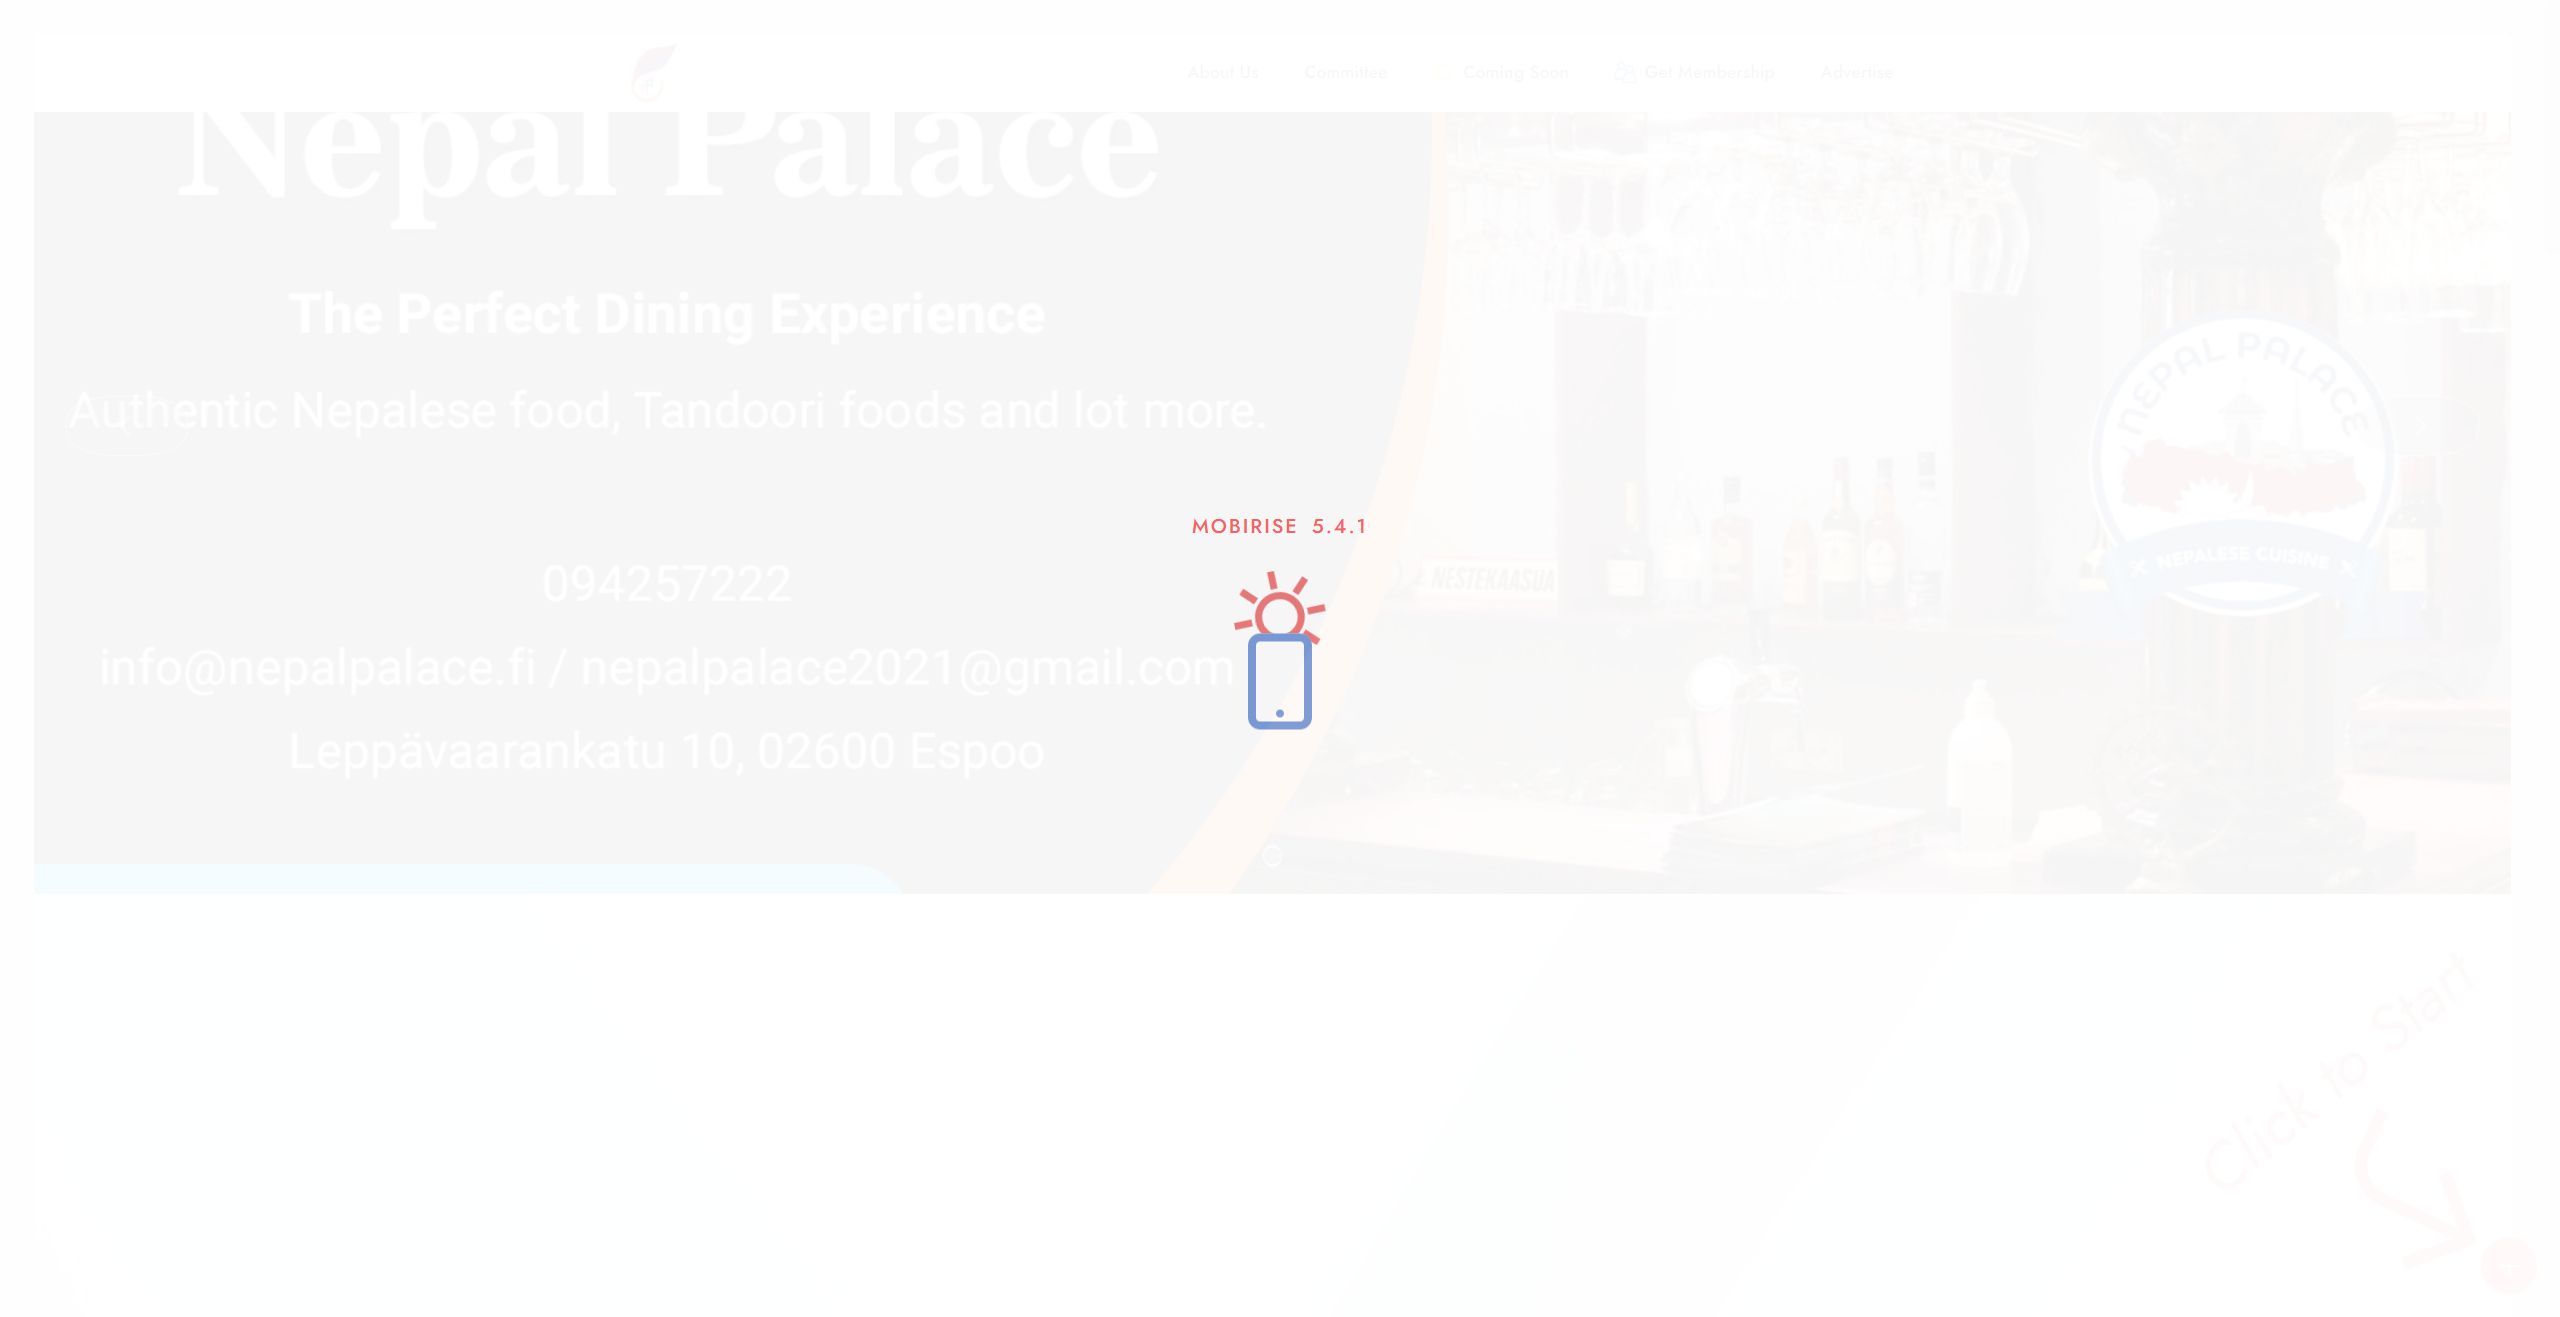 About Us Committee Coming Soon Get Membership Advertise
Nepal Palace
The Perfect Dining Experience
Authentic Nepalese food, Tandoori foods and lot more.
NEPAL PALACE
MOBIRISE 5.4.1
NEPALESE CUISINE
NESTEKAASUA
094257222
info@nepalpalace.fi / nepalpalace2021@gmail.com
Leppävaarankatu 10, 02600 Espoo
Click to Start